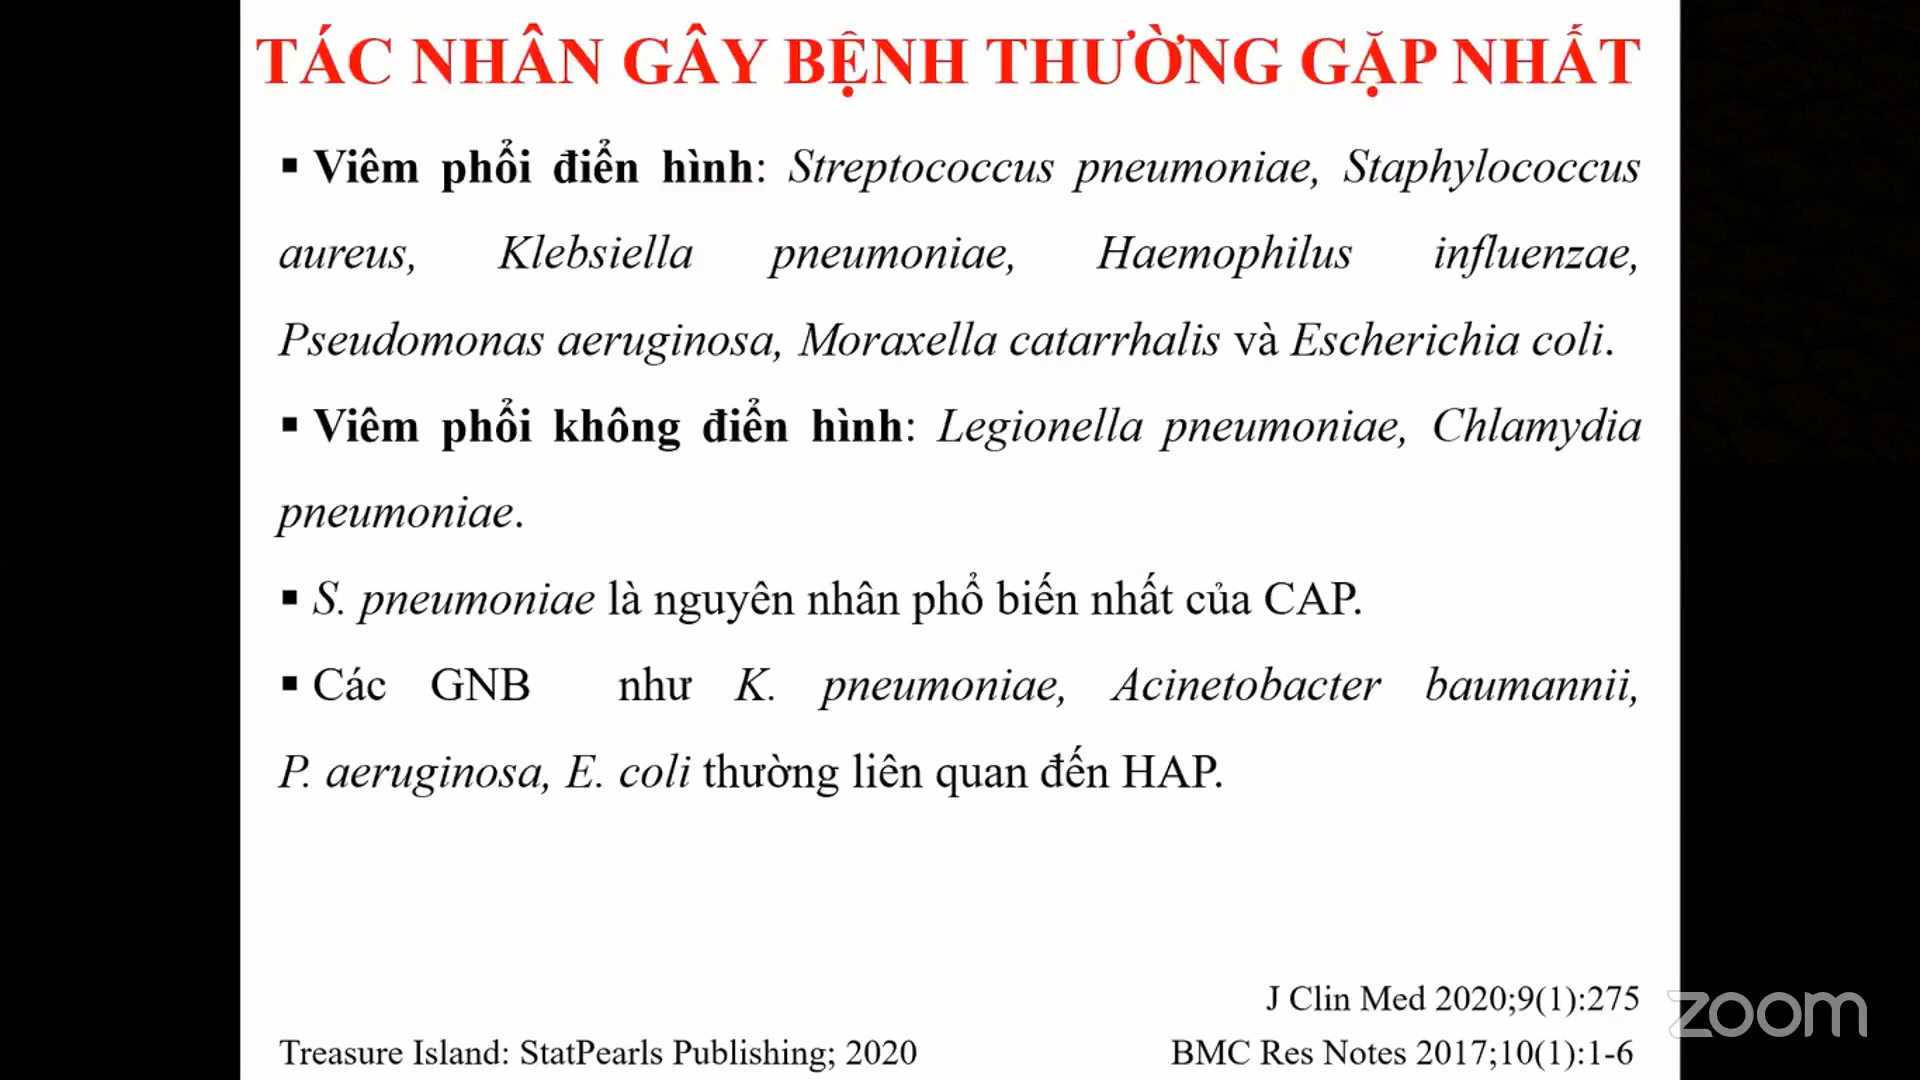 TÁC NHÂN GÂY BỆNH THƯỜNG GẶP NHẤT
▪ Viêm phổi điển hình: Streptococcus pneumoniae, Staphylococcus
aureus, Klebsiella pneumoniae, Haemophilus influenzae,
Pseudomonas aeruginosa, Moraxella catarrhalis và Escherichia coli.
▪ Viêm phổi không điển hình: Legionella pneumoniae, Chlamydia
pneumoniae.
▪ S. pneumoniae là nguyên nhân phổ biến nhất của CAP.
▪ Các GNB như K. pneumoniae, Acinetobacter baumannii,
P. aeruginosa, E. coli thường liên quan đến HAP.
J Clin Med 2020;9(1):275
zoom
Treasure Island: StatPearls Publishing; 2020
BMC Res Notes 2017;10(1):1-6